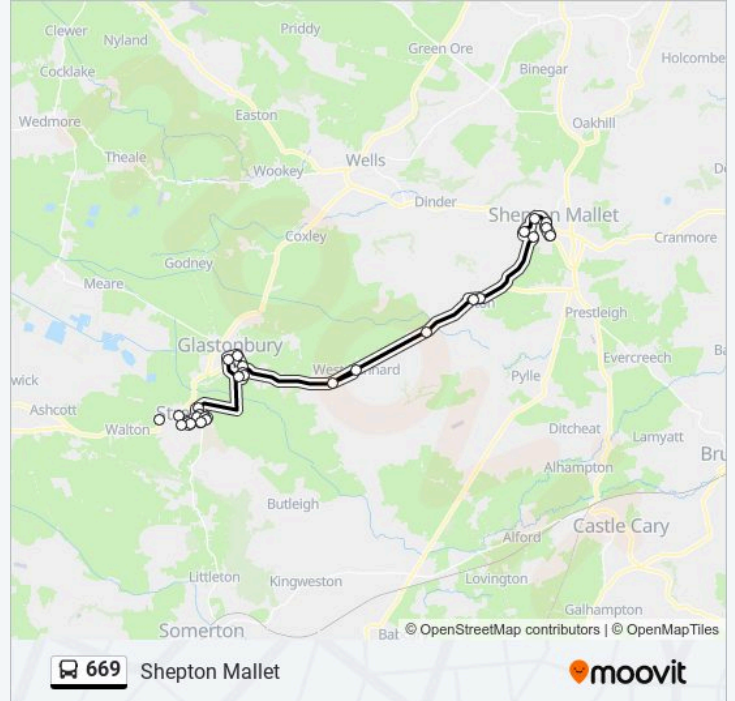 Clewer
Nyland
Priddy
Green Ore
Cocklake
Binegar
Holcombe
Wedmore
Easton
Oakhill
Theale
Wookey
Wells
Dinder
Shepton Mallet
Coxley
Cranmore
Godney
Meare
Prestleigh
Glastonbury
Evercreech
wick
Pylle
Ashcott
Walton
Ditcheat
Lamyatt
Bru
Alhampton
Butleigh
Castle Cary
Alford
Littleton
Kingweston
Lovington
Galhampton
Somerton
Bab
© OpenStreetMap contributors | © OpenMapTiles
669 Shepton Mallet
moovit